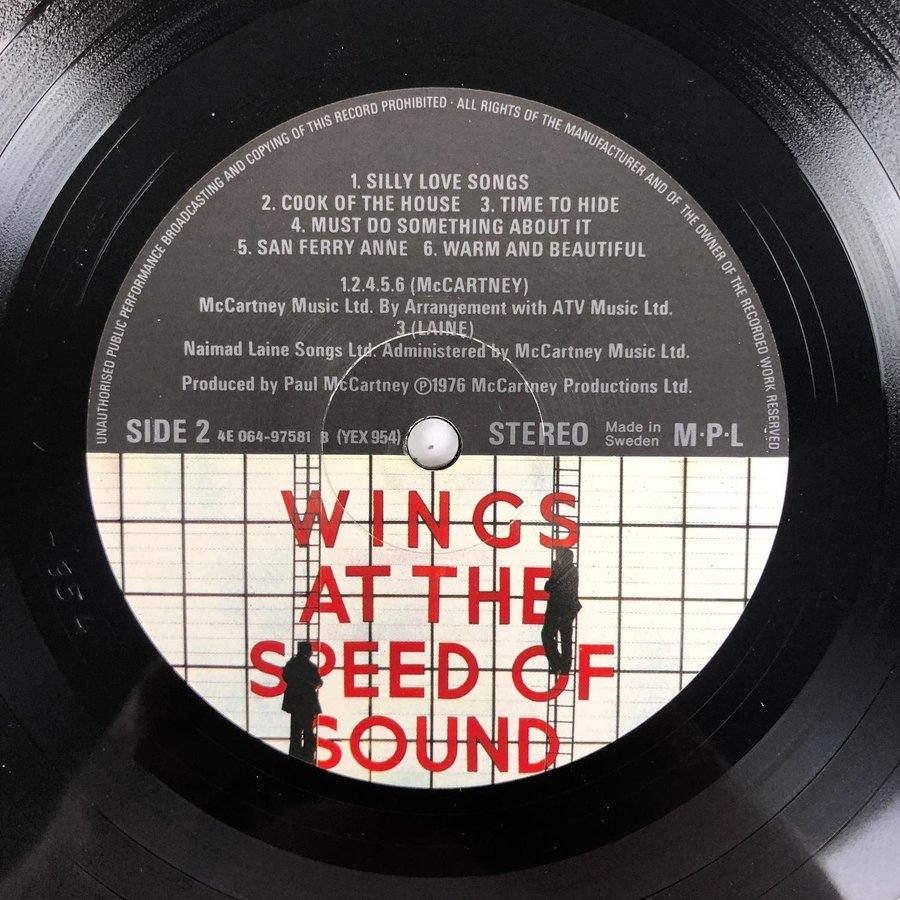 UNAUTHORISED PUBLIC PERFORMANCE BROADCASTING AND COPYING OF THIS RECORD PROHIBITED · ALL RIGHTS OF THE MANUFACTURER AND OF THE OWNER OF THE RECORDED WORK RESERVED
1. SILLY LOVE SONGS
2. COOK OF THE HOUSE 3. TIME TO HIDE
4. MUST DO SOMETHING ABOUT IT
5. SAN FERRY ANNE 6. WARM AND BEAUTIFUL
1.2.4.5.6 (McCARTNEY)
McCartney Music Ltd. By Arrangement with ATV Music Ltd.
3 (LAINE)
Naimad Laine Songs Ltd. Administered by McCartney Music Ltd.
Produced by Paul McCartney ℗1976 McCartney Productions Ltd.
SIDE 2 4E 064-97581 B (YEX 954) STEREO Made in Sweden M·P·L
WINGS
AT THE
SPEED OF
SOUND